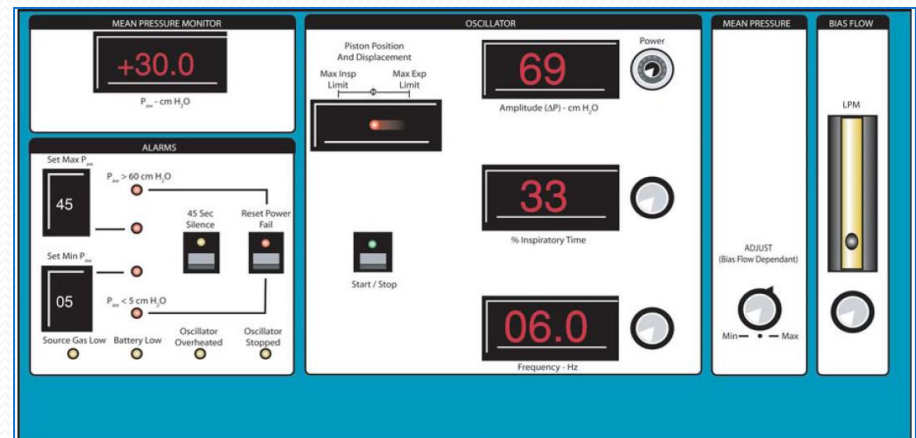 MEAN PRESSURE MONITOR
+30.0
Paw - cm H2O
ALARMS
Set Max Paw
45
Paw > 60 cm H2O
45 Sec
Silence
Reset Power
Fail
Set Min Paw
05
Paw < 5 cm H2O
Source Gas Low
Battery Low
Oscillator
Overheated
Oscillator
Stopped
OSCILLATOR
Piston Position
And Displacement
Max Insp
Limit
Max Exp
Limit
Start / Stop
69
Amplitude (ΔP) - cm H2O
Power
33
% Inspiratory Time
06.0
Frequency - Hz
MEAN PRESSURE
ADJUST
(Bias Flow Dependant)
Min
Max
BIAS FLOW
LPM